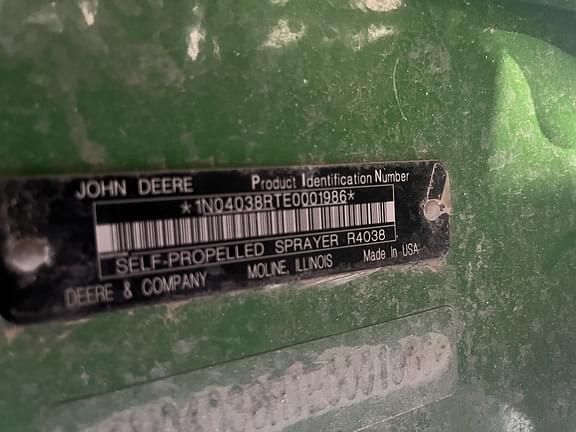 JOHN DEERE Product Identification Number
*1N04038RTE0001986*
SELF-PROPELLED SPRAYER R4038
DEERE & COMPANY MOLINE, ILLINOIS Made In USA